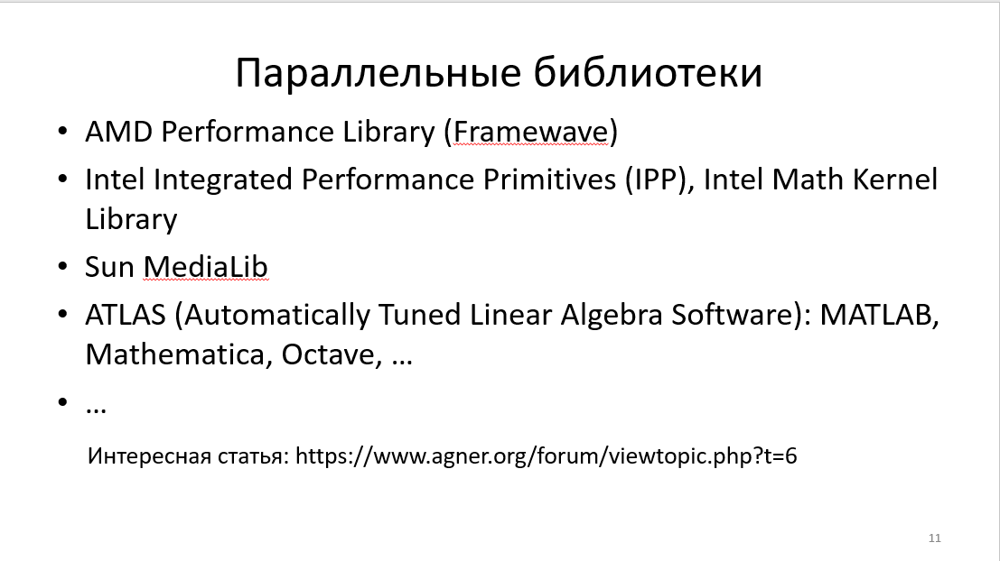 Параллельные библиотеки
• AMD Performance Library (Framewave)
• Intel Integrated Performance Primitives (IPP), Intel Math Kernel
Library
• Sun MediaLib
• ATLAS (Automatically Tuned Linear Algebra Software): MATLAB,
Mathematica, Octave, …
• …
Интересная статья: https://www.agner.org/forum/viewtopic.php?t=6
11